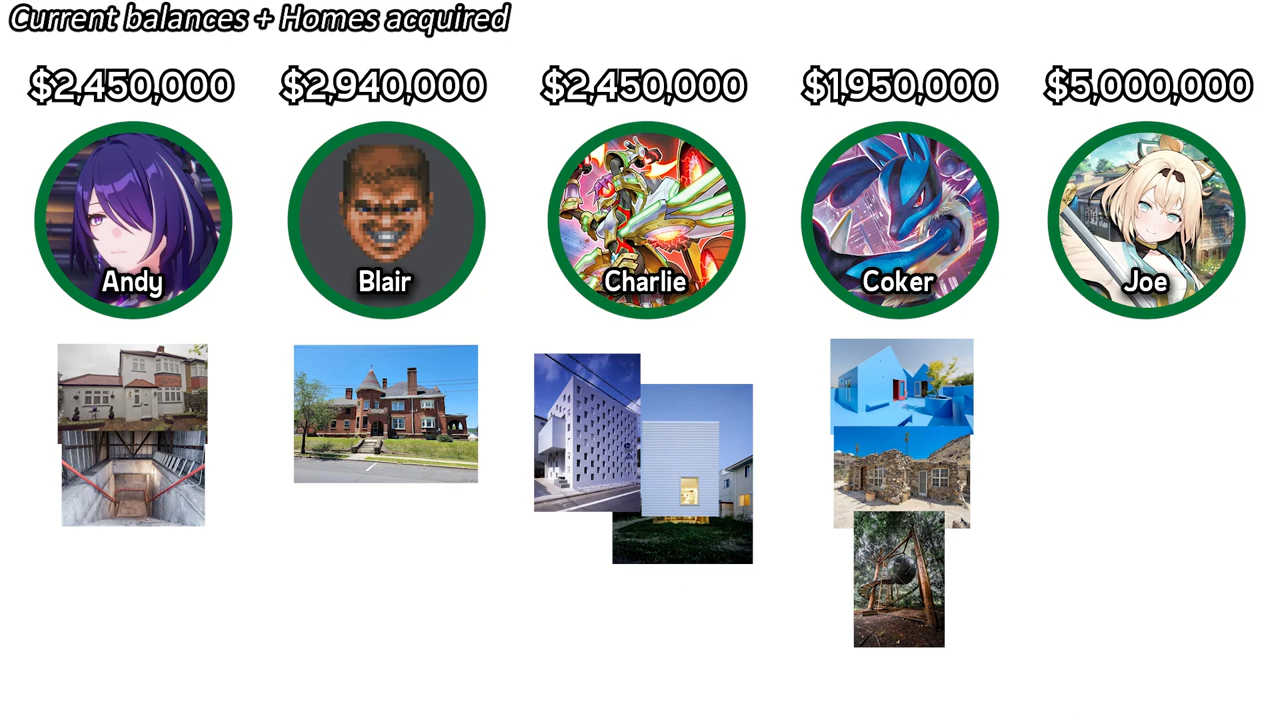 Current balances + Homes acquired
$2,450,000 $2,940,000 $2,450,000 $1,950,000 $5,000,000
Andy Blair Charlie Coker Joe